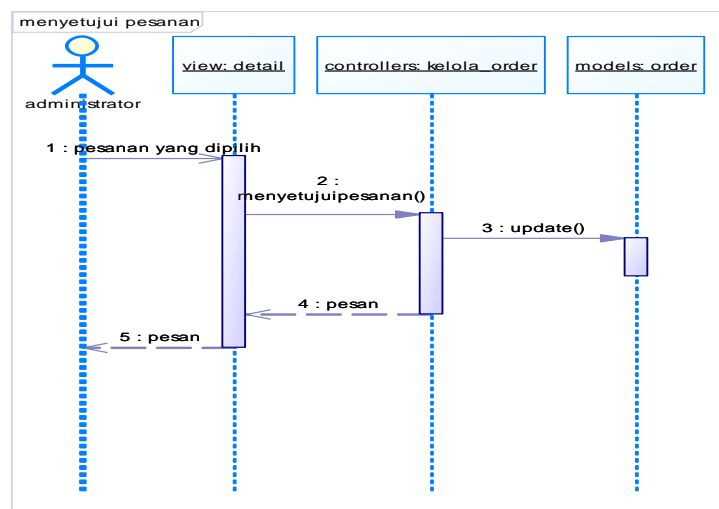 menyetujui pesanan
view: detail
controllers: kelola_order
models: order
administrator
1 : pesanan yang dipilih
2 :
menyetujuipesanan()
3 : update()
4 : pesan
5 : pesan